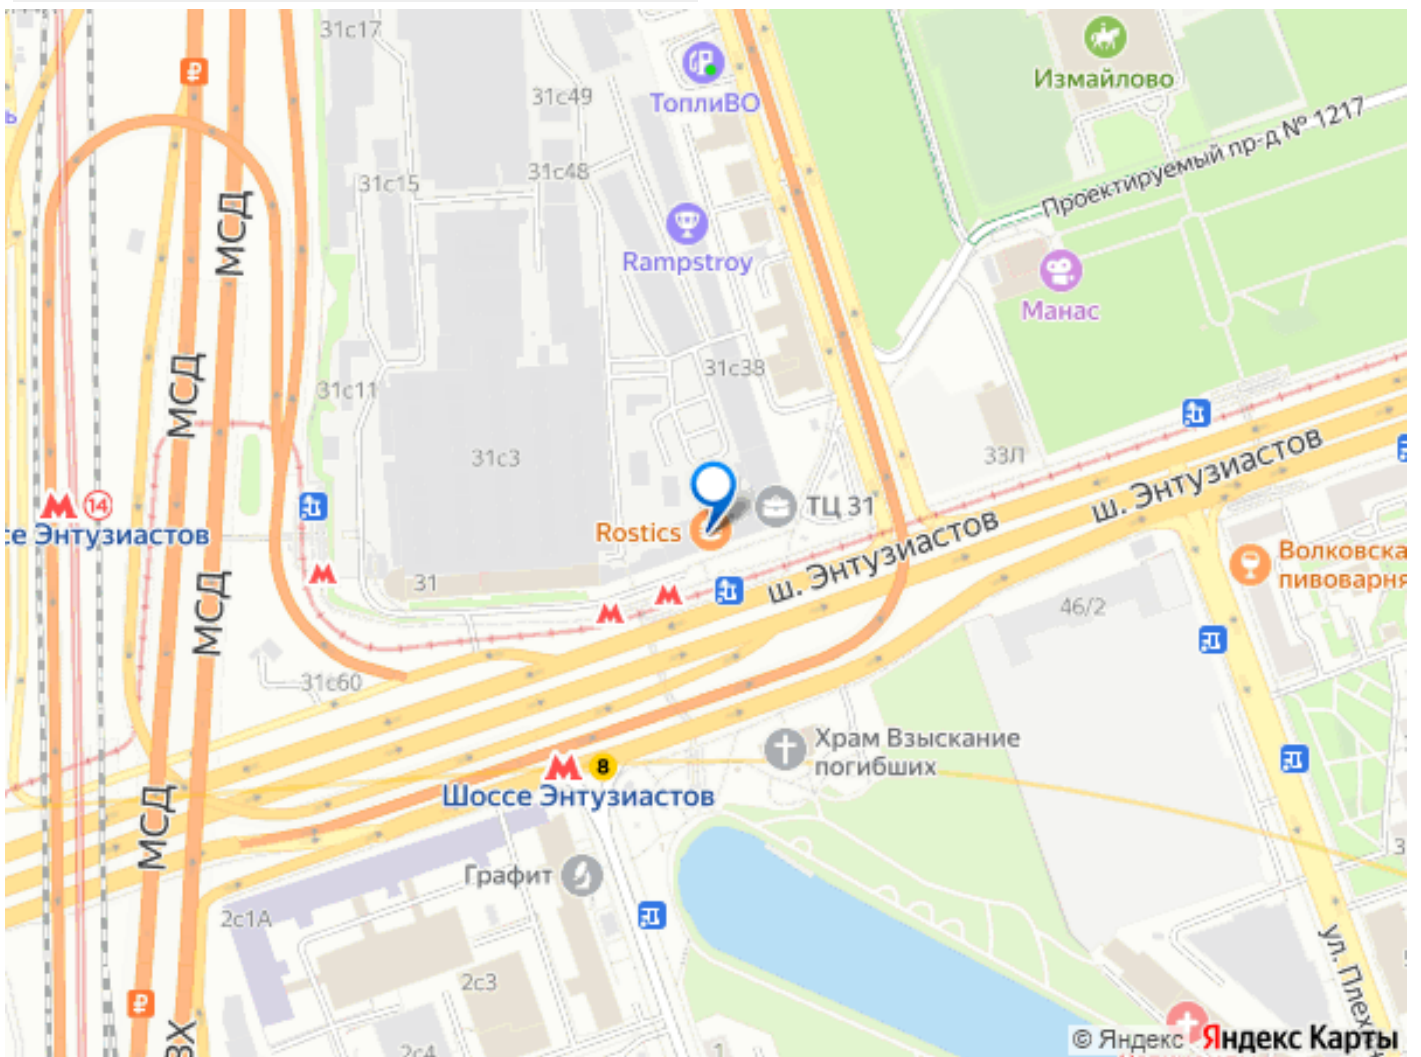 31с17
31с49
ТоплиВО
Измайлово
Проектируемый пр-д № 1217
31с15
31с48
МСД
Rampstroy
Манас
МСД
31с11
31с38
31с3
33Л
ш. Энтузиастов
14
се Энтузиастов
Rostics
ТЦ 31
ш. Энтузиастов
Волковска
пивоварня
31
МСД
46/2
31с60
Храм Взыскание
погибших
8
Шоссе Энтузиастов
МСД
Графит
2с1А
2с3
ул. Плех
2с4
1
© Яндекс Яндекс Карты